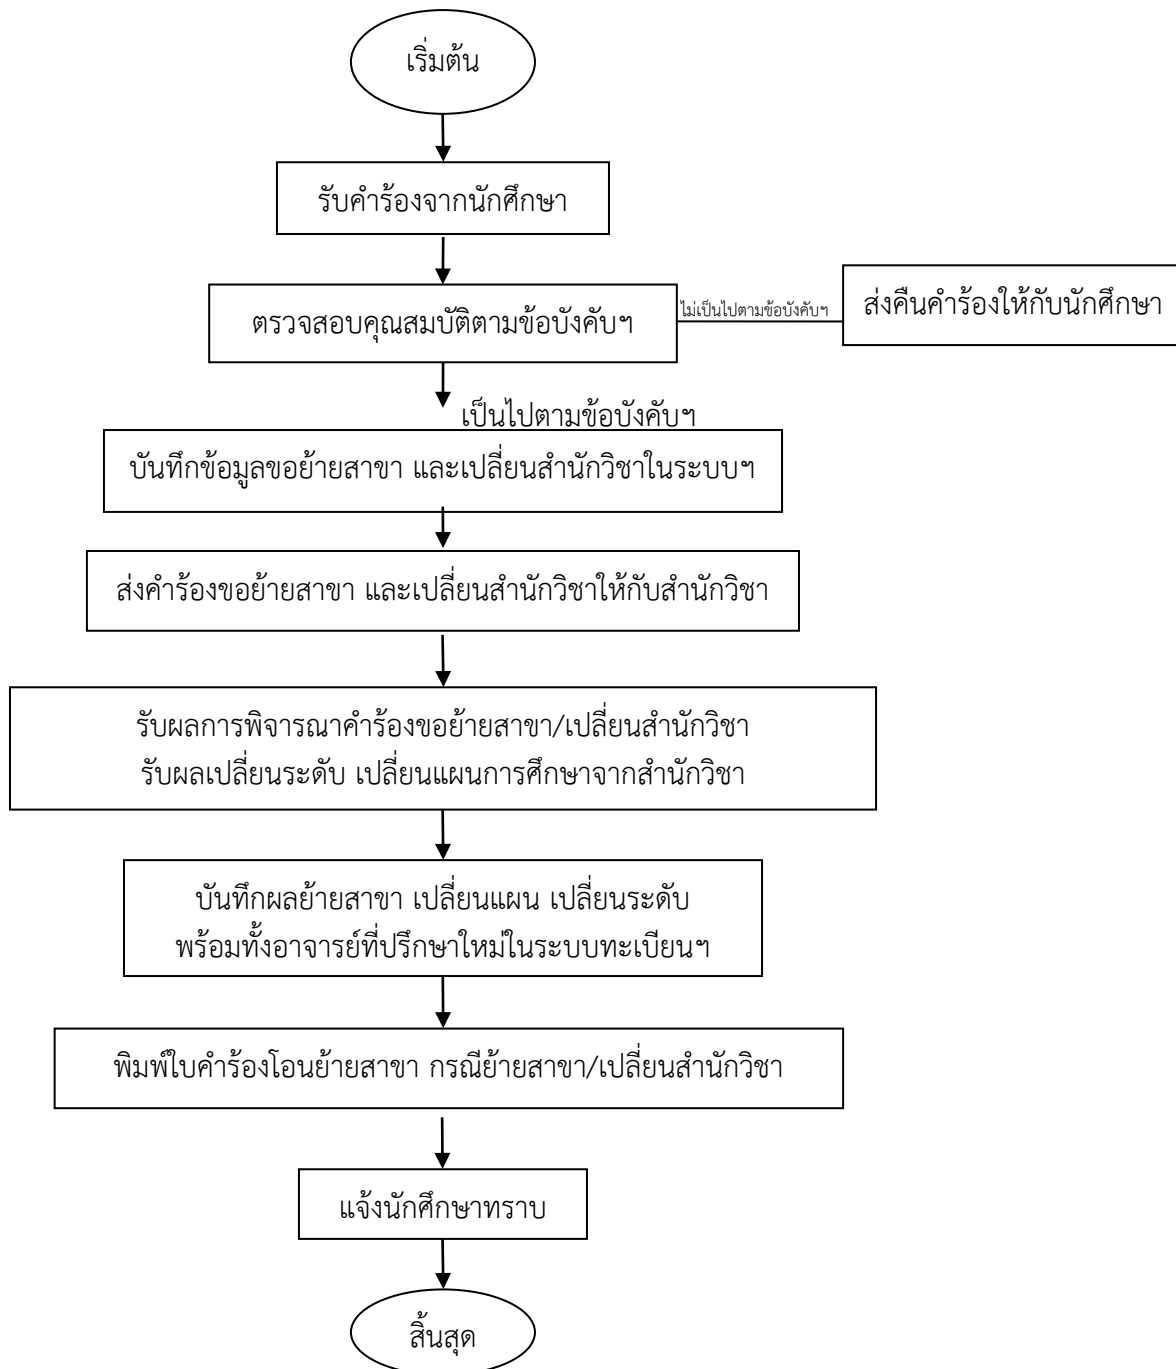 เริ่มต้น
รับคำร้องจากนักศึกษา
ตรวจสอบคุณสมบัติตามข้อบังคับฯ
ไม่เป็นไปตามข้อบังคับฯ
ส่งคืนคำร้องให้กับนักศึกษา
เป็นไปตามข้อบังคับฯ
บันทึกข้อมูลขอย้ายสาขา และเปลี่ยนสำนักวิชาในระบบฯ
ส่งคำร้องขอย้ายสาขา และเปลี่ยนสำนักวิชาให้กับสำนักวิชา
รับผลการพิจารณาคำร้องขอย้ายสาขา/เปลี่ยนสำนักวิชา
รับผลเปลี่ยนระดับ เปลี่ยนแผนการศึกษาจากสำนักวิชา
บันทึกผลย้ายสาขา เปลี่ยนแผน เปลี่ยนระดับ
พร้อมทั้งอาจารย์ที่ปรึกษาใหม่ในระบบทะเบียนฯ
พิมพ์ใบคำร้องโอนย้ายสาขา กรณีย้ายสาขา/เปลี่ยนสำนักวิชา
แจ้งนักศึกษาทราบ
สิ้นสุด